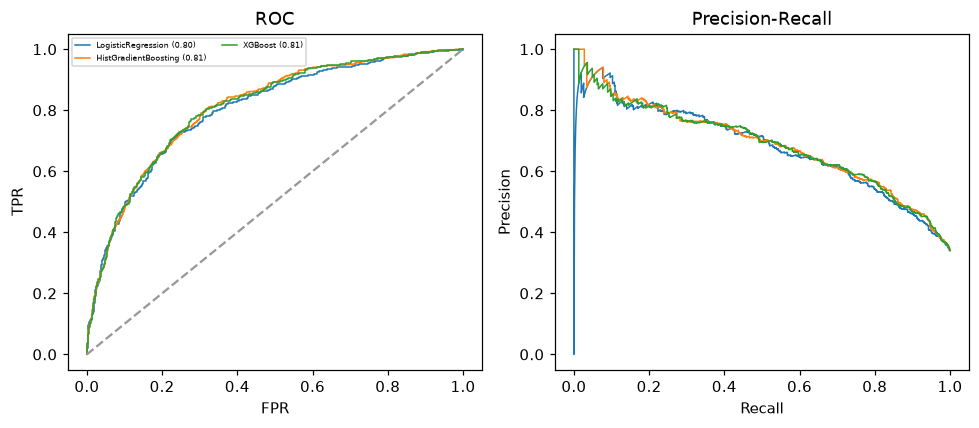 ROC
LogisticRegression (0.80)
HistGradientBoosting (0.81)
XGBoost (0.81)
TPR
1.0
0.8
0.6
0.4
0.2
0.0
0.0 0.2 0.4 0.6 0.8 1.0
FPR
Precision-Recall
Precision
1.0
0.8
0.6
0.4
0.2
0.0
0.0 0.2 0.4 0.6 0.8 1.0
Recall